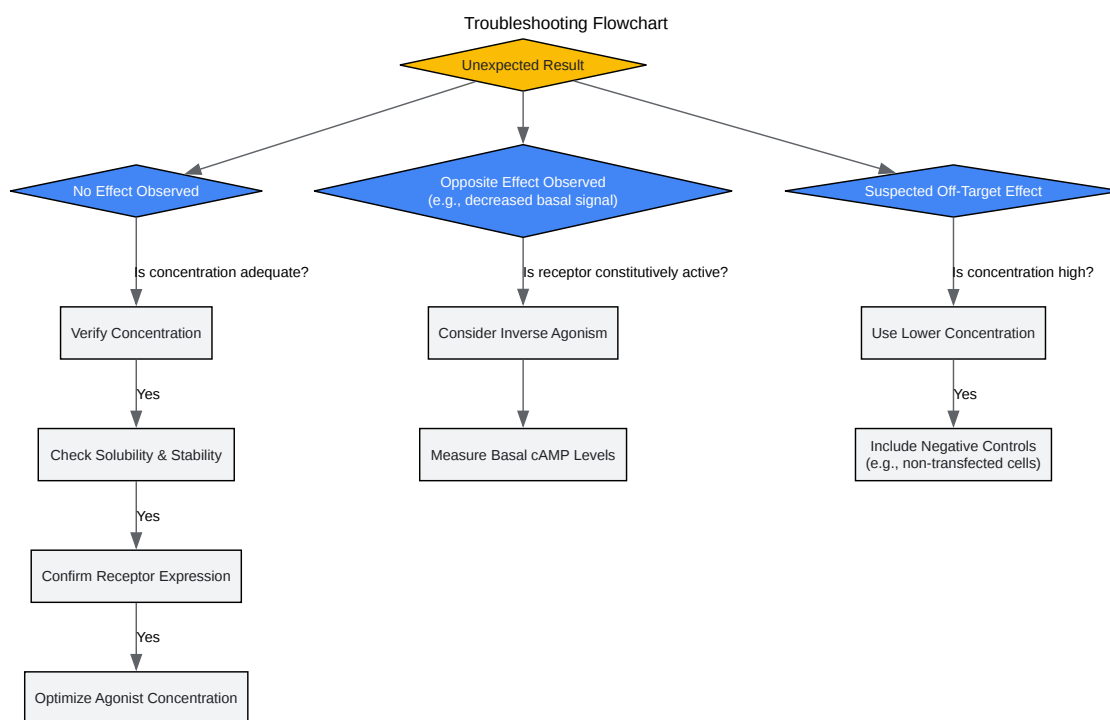 Troubleshooting Flowchart
Unexpected Result
No Effect Observed
Opposite Effect Observed
(e.g., decreased basal signal)
Suspected Off-Target Effect
Is concentration adequate?
Is receptor constitutively active?
Is concentration high?
Verify Concentration
Consider Inverse Agonism
Use Lower Concentration
Yes
Yes
Check Solubility & Stability
Measure Basal cAMP Levels
Include Negative Controls
(e.g., non-transfected cells)
Yes
Confirm Receptor Expression
Yes
Optimize Agonist Concentration